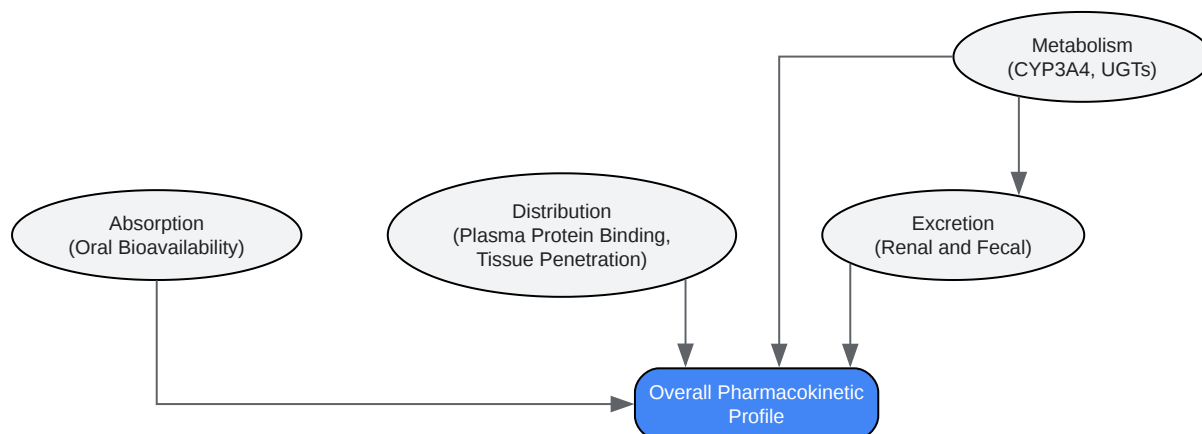 Metabolism
(CYP3A4, UGTs)
Absorption
(Oral Bioavailability)
Distribution
(Plasma Protein Binding,
Tissue Penetration)
Excretion
(Renal and Fecal)
Overall Pharmacokinetic
Profile